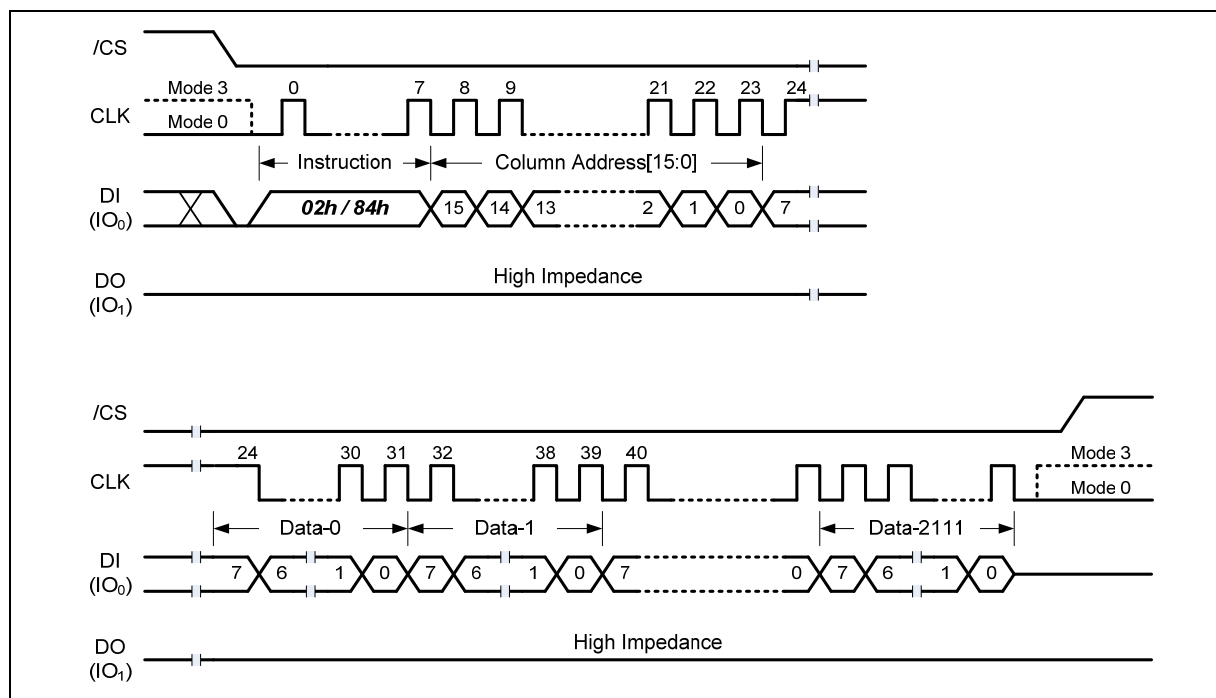 /CS
Mode 3 0 7 8 9 21 22 23 24
CLK Mode 0
Instruction Column Address[15:0]
DI (IO₀) 02h / 84h 15 14 13 2 1 0 7
High Impedance
DO (IO₁)
/CS
24 30 31 32 38 39 40 Mode 3
CLK Mode 0
Data-0 Data-1 Data-2111
DI (IO₀) 7 6 1 0 7 6 1 0 7 0 7 6 1 0
High Impedance
DO (IO₁)